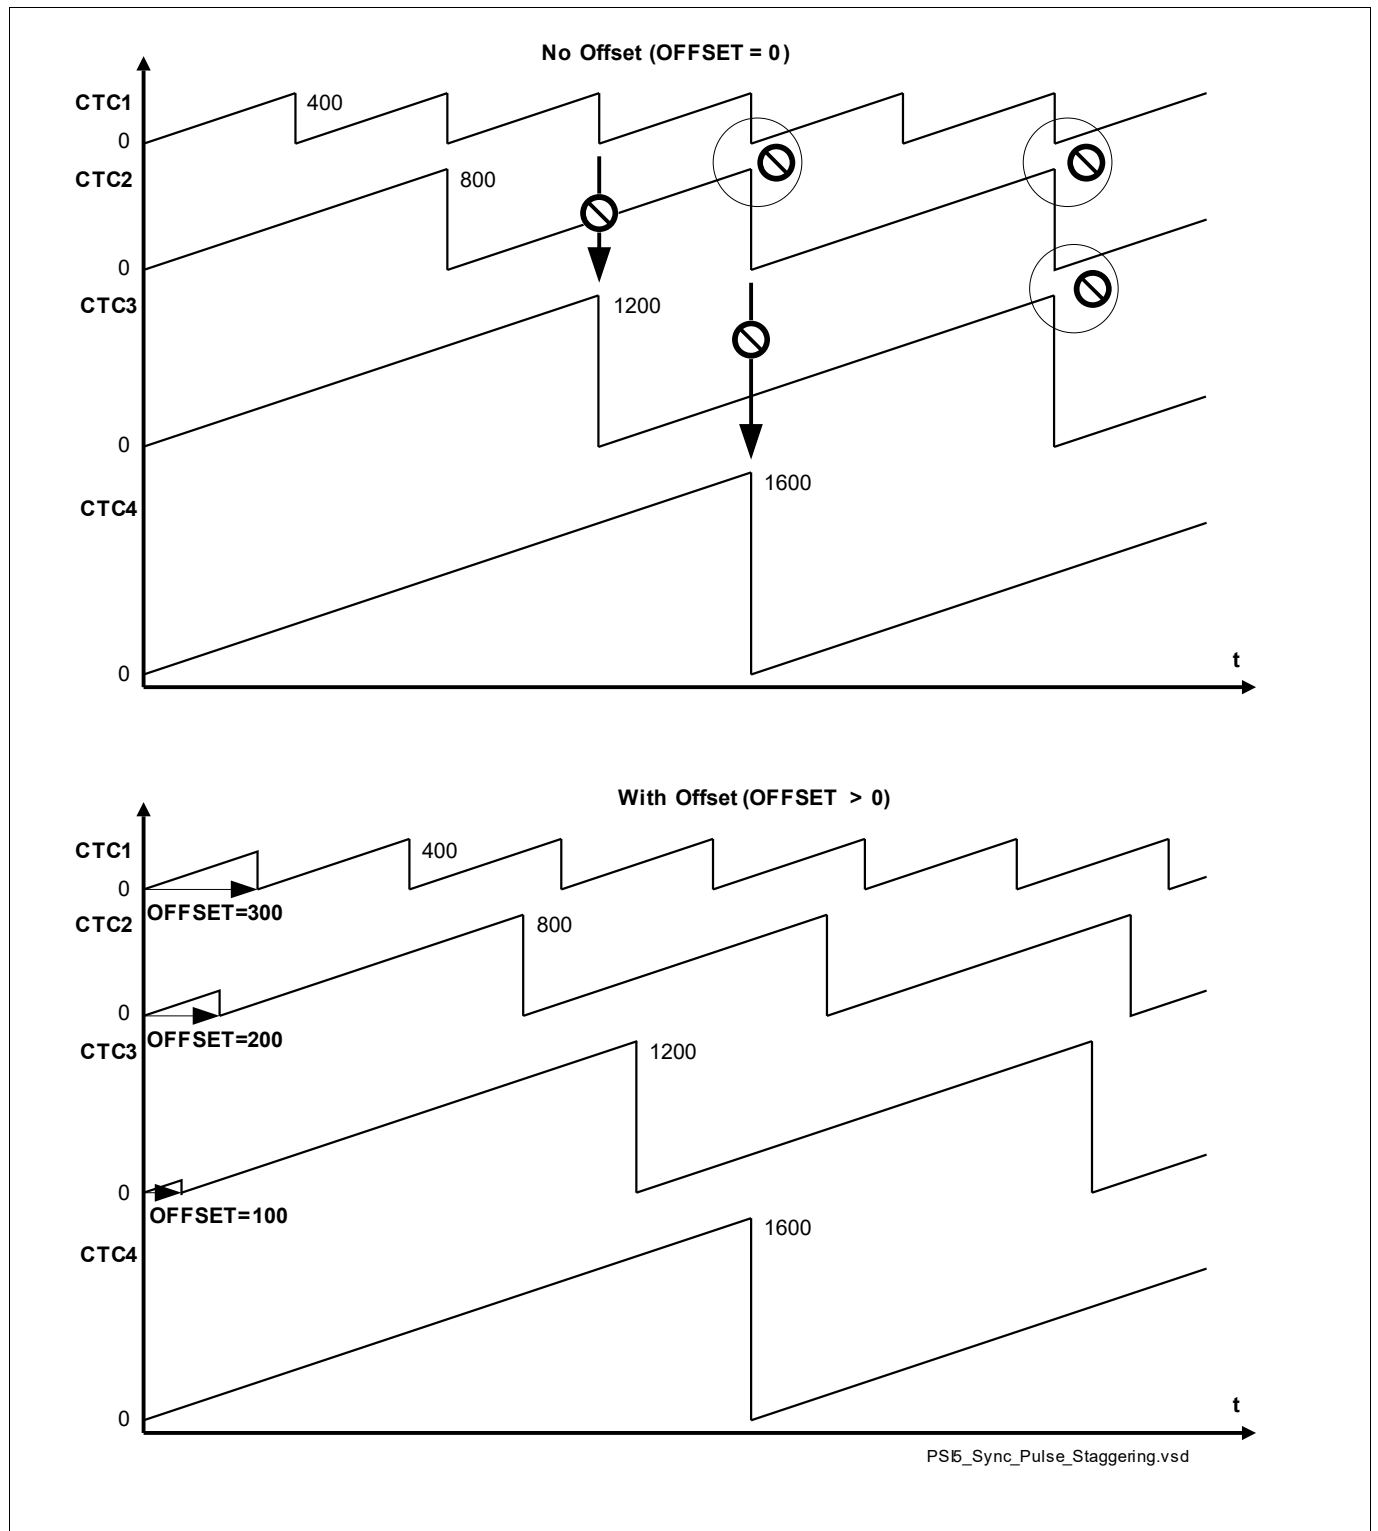 No Offset (OFFSET = 0)
CTC1
400
0
CTC2
800
0
CTC3
1200
0
CTC4
1600
0
t
With Offset (OFFSET > 0)
CTC1
400
0
OFFSET=300
CTC2
800
0
OFFSET=200
CTC3
1200
0
OFFSET=100
CTC4
1600
0
t
PSI5_Sync_Pulse_Staggering.vsd